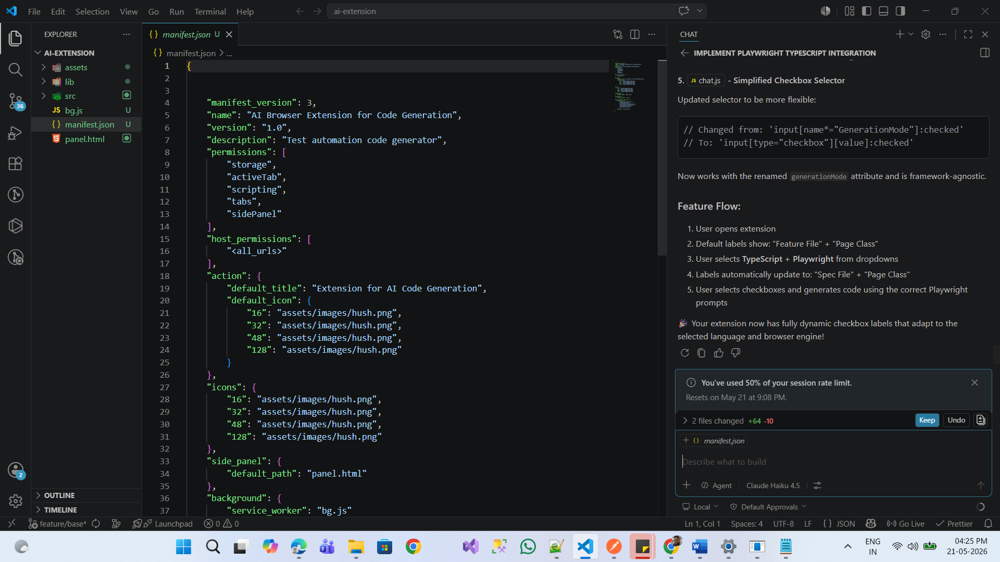 File Edit Selection View Go Run Terminal Help
ai-extension
EXPLORER
AI-EXTENSION
assets
lib
src
JS bg.js U
{} manifest.json U
panel.html
OUTLINE
TIMELINE
36
2
{} manifest.json U
{} manifest.json > ...
1 {
2
3
4 "manifest_version": 3,
5 "name": "AI Browser Extension for Code Generation",
6 "version": "1.0",
7 "description": "Test automation code generator",
8 "permissions": [
9 "storage",
10 "activeTab",
11 "scripting",
12 "tabs",
13 "sidePanel"
14 ],
15 "host_permissions": [
16 "<all_urls>"
17 ],
18 "action": {
19 "default_title": "Extension for AI Code Generation",
20 "default_icon": {
21 "16": "assets/images/hush.png",
22 "32": "assets/images/hush.png",
23 "48": "assets/images/hush.png",
24 "128": "assets/images/hush.png"
25 }
26 },
27 "icons": {
28 "16": "assets/images/hush.png",
29 "32": "assets/images/hush.png",
30 "48": "assets/images/hush.png",
31 "128": "assets/images/hush.png"
32 },
33 "side_panel": {
34 "default_path": "panel.html"
35 },
36 "background": {
37 "service_worker": "bg.js"
CHAT
IMPLEMENT PLAYWRIGHT TYPESCRIPT INTEGRATION
5. JS chat.js - Simplified Checkbox Selector
Updated selector to be more flexible:
// Changed from: 'input[name*="GenerationMode"]:checked'
// To: 'input[type="checkbox"][value]:checked'
Now works with the renamed generationMode attribute and is framework-agnostic.
Feature Flow:
1. User opens extension
2. Default labels show: "Feature File" + "Page Class"
3. User selects TypeScript + Playwright from dropdowns
4. Labels automatically update to: "Spec File" + "Page Class"
5. User selects checkboxes and generates code using the correct Playwright
prompts
🎉 Your extension now has fully dynamic checkbox labels that adapt to the
selected language and browser engine!
You've used 50% of your session rate limit.
Resets on May 21 at 9:08 PM.
2 files changed +64 -10
Keep Undo
+ {} manifest.json
Describe what to build
Agent Claude Haiku 4.5
Local Default Approvals
feature/base* Launchpad 0 0
Ln 1, Col 1 Spaces: 4 UTF-8 LF {} JSON Go Live Prettier
ENG
IN
04:25 PM
21-05-2026